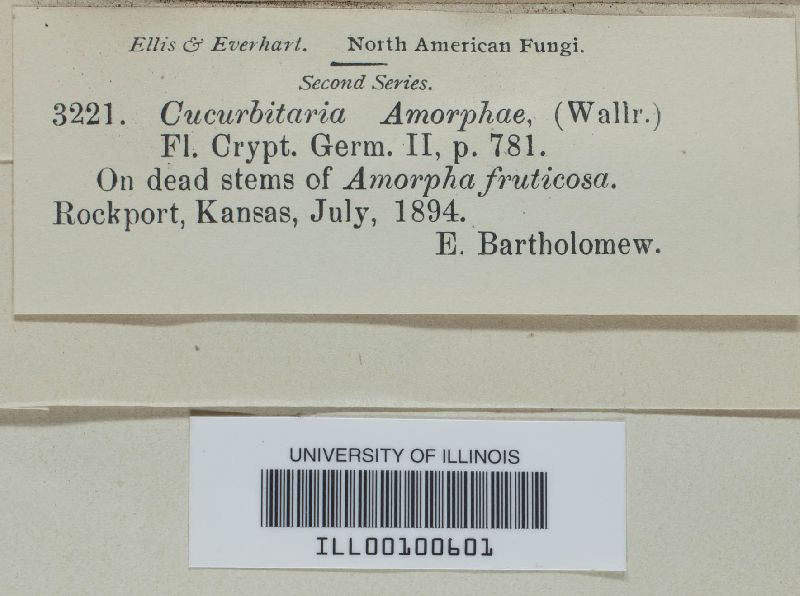 Ellis & Everhart. North American Fungi.
Second Series.
3221. Cucurbitaria Amorphae, (Wallr.)
Fl. Crypt. Germ. II, p. 781.
On dead stems of Amorpha fruticosa.
Rockport, Kansas, July, 1894.
E. Bartholomew.
UNIVERSITY OF ILLINOIS
ILL00100601